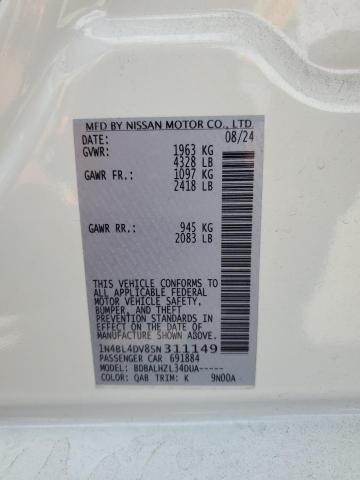 MFD BY NISSAN MOTOR CO., LTD.
DATE: 08/24
GVWR: 1963 KG
4328 LB
GAWR FR.: 1097 KG
2418 LB
GAWR RR.: 945 KG
2083 LB
THIS VEHICLE CONFORMS TO
ALL APPLICABLE FEDERAL
MOTOR VEHICLE SAFETY,
BUMPER, AND THEFT
PREVENTION STANDARDS IN
EFFECT ON THE DATE OF
MANUFACTURE SHOWN ABOVE.
1N4BL4DV8SN311149
PASSENGER CAR 691884
MODEL: BDBALHZL34DUA-----
COLOR: QAB TRIM: K 9N00A